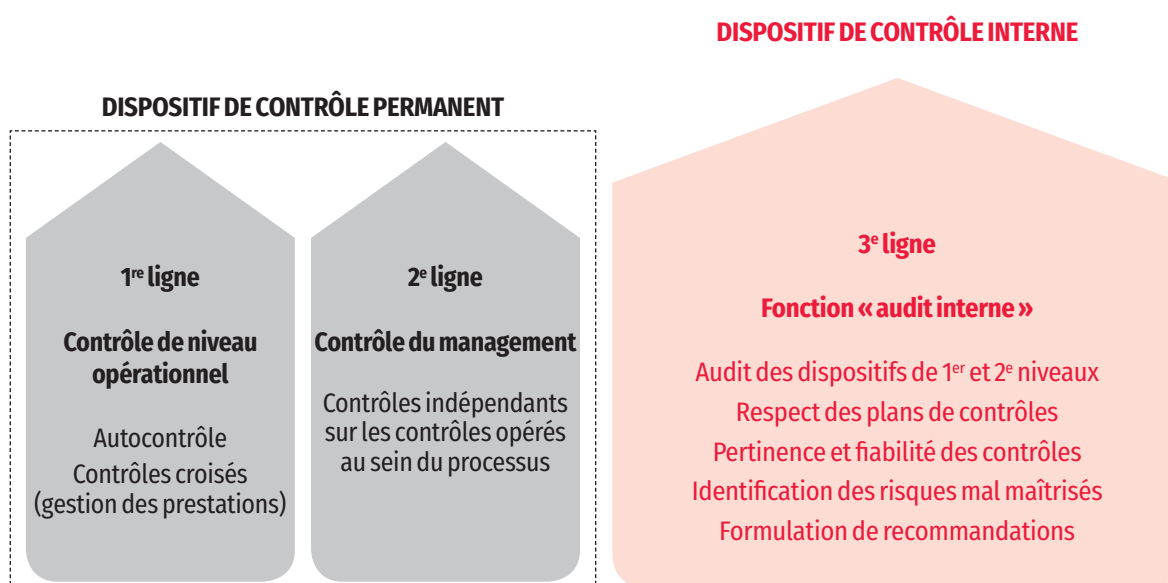 DISPOSITIF DE CONTRÔLE INTERNE
DISPOSITIF DE CONTRÔLE PERMANENT
1re ligne
Contrôle de niveau
opérationnel
Autocontrôle
Contrôles croisés
(gestion des prestations)
2e ligne
Contrôle du management
Contrôles indépendants
sur les contrôles opérés
au sein du processus
3e ligne
Fonction « audit interne »
Audit des dispositifs de 1er et 2e niveaux
Respect des plans de contrôles
Pertinence et fiabilité des contrôles
Identification des risques mal maîtrisés
Formulation de recommandations